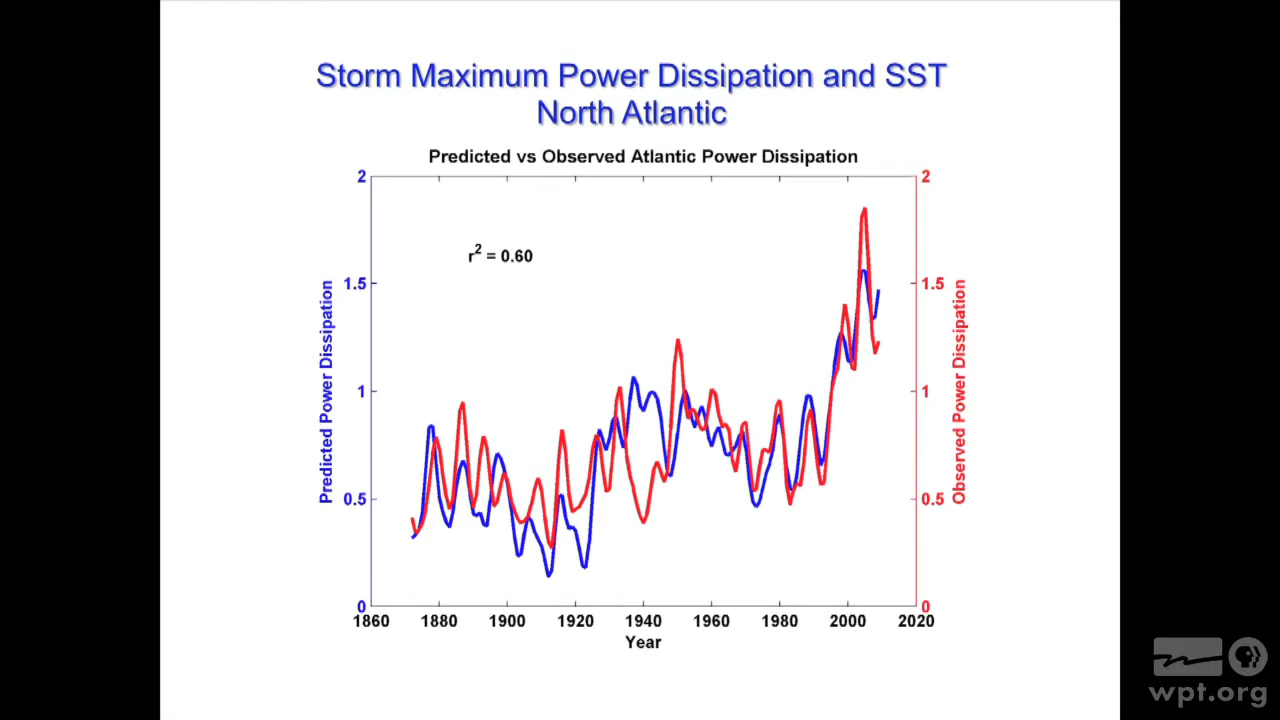 Storm Maximum Power Dissipation and SST
North Atlantic
Predicted vs Observed Atlantic Power Dissipation
r² = 0.60
2
1.5
1
0.5
0
Predicted Power Dissipation
2
1.5
1
0.5
0
Observed Power Dissipation
1860 1880 1900 1920 1940 1960 1980 2000 2020
Year
wpt.org